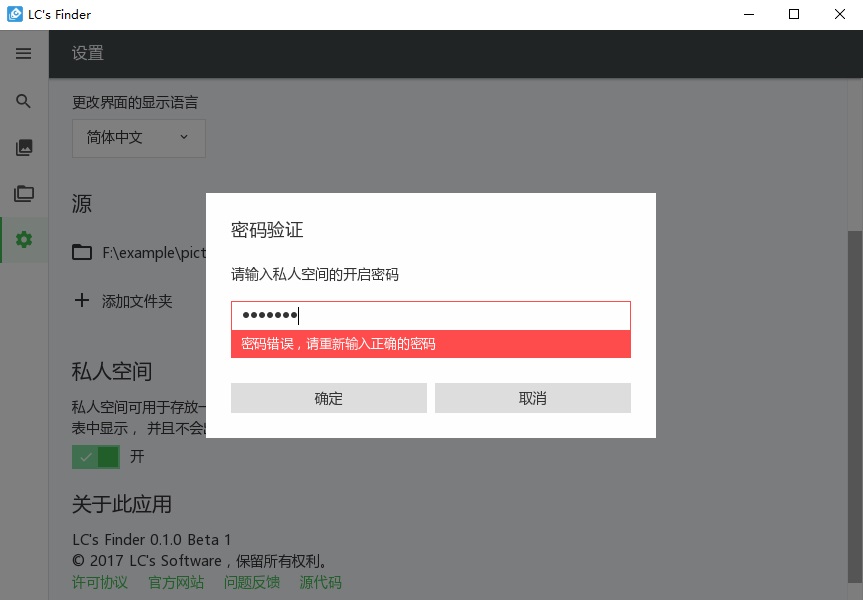 LC's Finder
设置
更改界面的显示语言
简体中文
源
F:\example\pict
添加文件夹
私人空间
私人空间可用于存放一
表中显示， 并且不会
开
关于此应用
LC's Finder 0.1.0 Beta 1
© 2017 LC's Software，保留所有权利。
许可协议 官方网站 问题反馈 源代码
密码验证
请输入私人空间的开启密码
•••••••
密码错误，请重新输入正确的密码
确定 取消